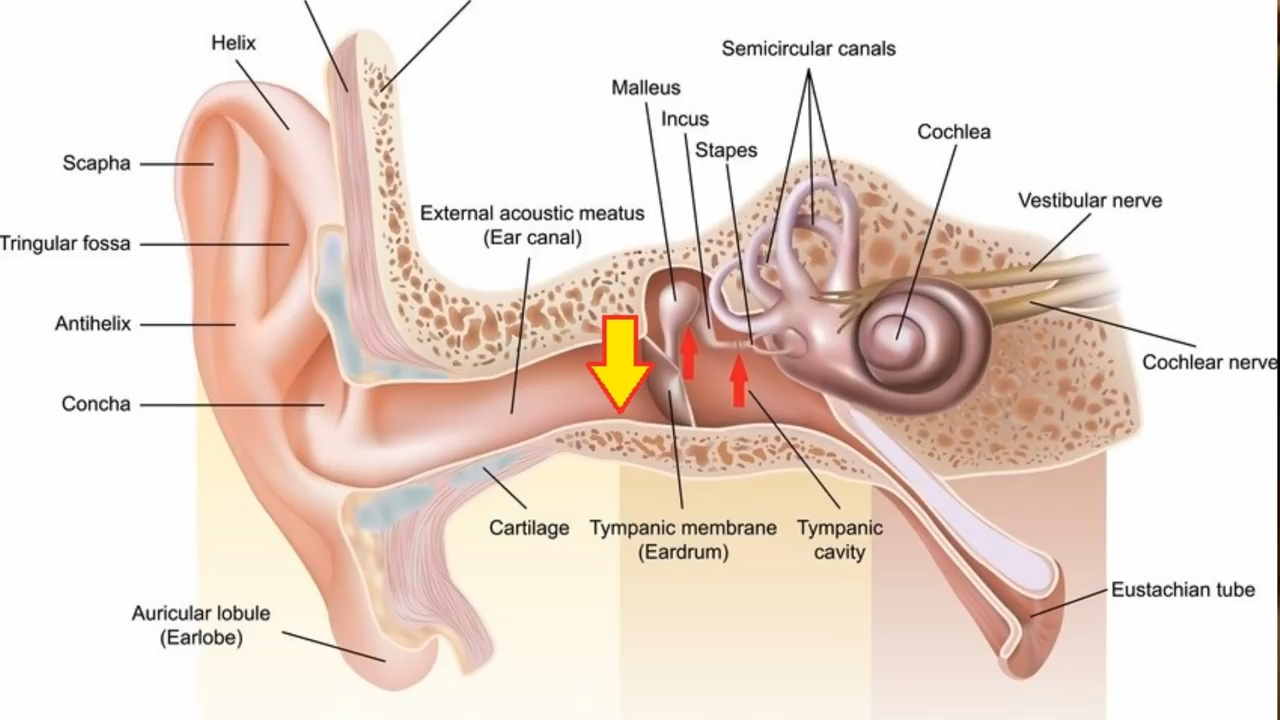 Helix
Semicircular canals
Malleus
Incus
Stapes
Cochlea
Scapha
Vestibular nerve
External acoustic meatus
(Ear canal)
Tringular fossa
Antihelix
Cochlear nerve
Concha
Cartilage
Tympanic membrane
(Eardrum)
Tympanic
cavity
Eustachian tube
Auricular lobule
(Earlobe)